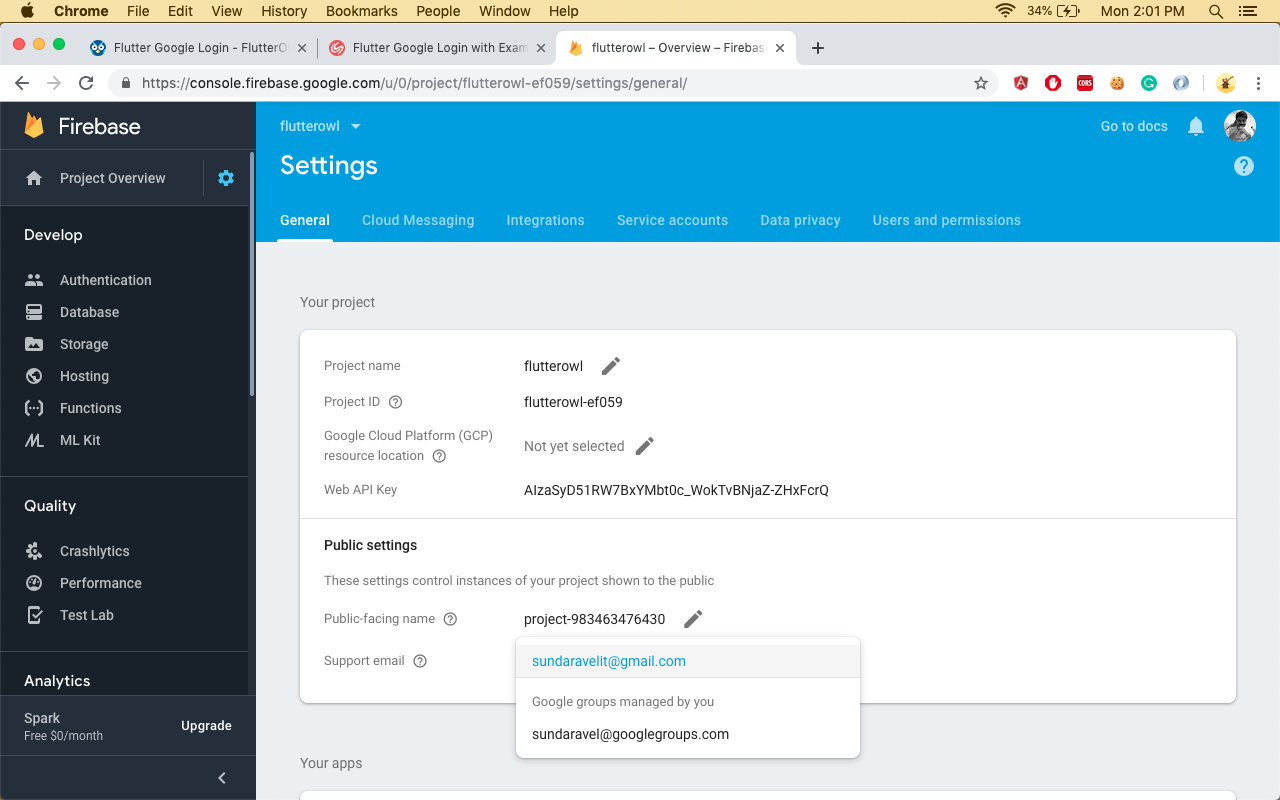 Chrome File Edit View History Bookmarks People Window Help 34% Mon 2:01 PM
Flutter Google Login - FlutterO Flutter Google Login with Exam flutterowl – Overview – Firebas
https://console.firebase.google.com/u/0/project/flutterowl-ef059/settings/general/
CORS
Firebase
flutterowl
Go to docs
Project Overview
Settings
General Cloud Messaging Integrations Service accounts Data privacy Users and permissions
Develop
Authentication
Database
Storage
Hosting
Functions
ML Kit
Quality
Crashlytics
Performance
Test Lab
Analytics
Spark
Free $0/month
Upgrade
Your project
Project name flutterowl
Project ID flutterowl-ef059
Google Cloud Platform (GCP)
resource location
Not yet selected
Web API Key AIzaSyD51RW7BxYMbt0c_WokTvBNjaZ-ZHxFcrQ
Public settings
These settings control instances of your project shown to the public
Public-facing name project-983463476430
Support email sundaravelit@gmail.com
Google groups managed by you
sundaravel@googlegroups.com
Your apps